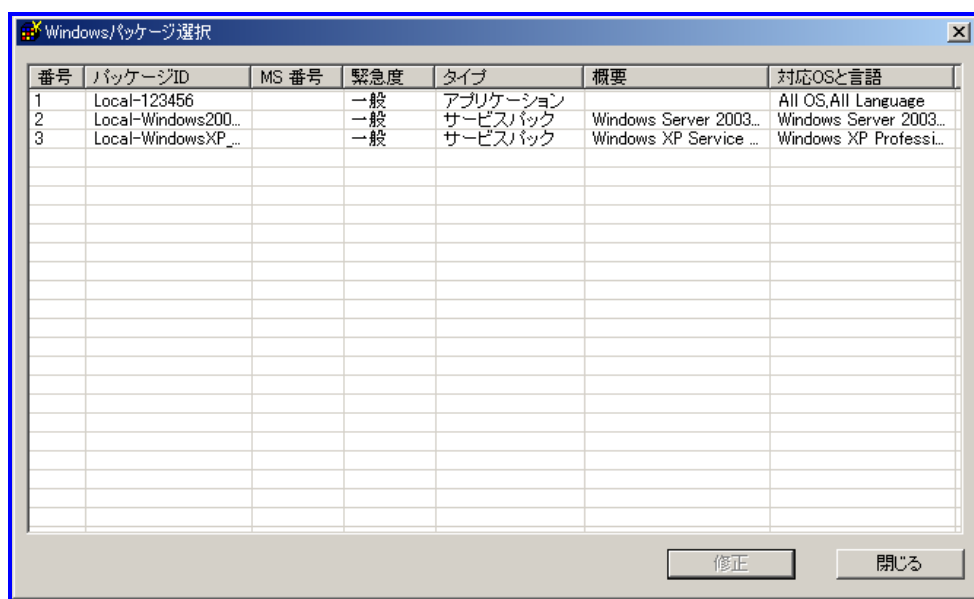 Windowsパッケージ選択
番号 パッケージID MS 番号 緊急度 タイプ 概要 対応OSと言語
1 Local-123456 一般 アプリケーション All OS,All Language
2 Local-Windows200... 一般 サービスパック Windows Server 2003... Windows Server 2003...
3 Local-WindowsXP_... 一般 サービスパック Windows XP Service ... Windows XP Professi...
修正 閉じる